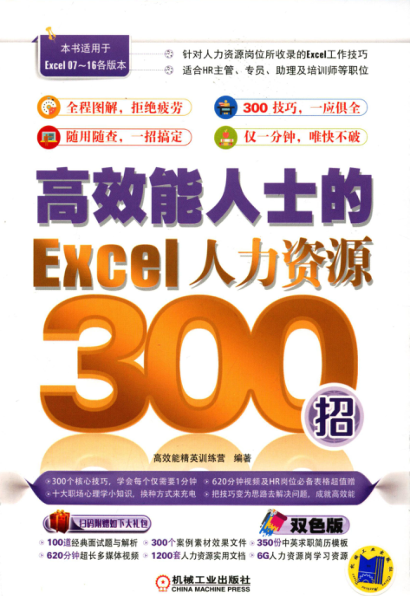 本书适用于
Excel 07～16各版本
针对人力资源岗位所收录的Excel工作技巧
适合HR主管、专员、助理及培训师等职位
全程图解，拒绝疲劳
300 技巧，一应俱全
随用随查，一招搞定
仅一分钟，唯快不破
高效能人士的
Excel人力资源
300
招
高效能精英训练营 编著
300个核心技巧，学会每个仅需要1分钟
620分钟视频及HR岗位必备表格超值赠
十大职场心理学小知识，换种方式来充电
把技巧变为思路去解决问题，成就高效能
扫码附赠如下大礼包
双色版
100道经典面试题与解析
300个案例素材效果文件
350份中英求职简历模板
620分钟超长多媒体视频
1200套人力资源实用文档
6G人力资源岗学习资源
机械工业出版社
CHINA MACHINE PRESS